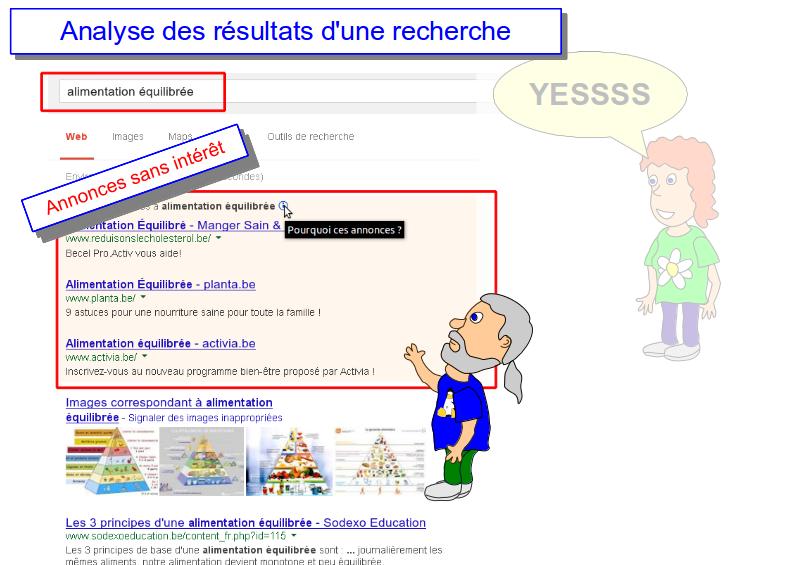 Analyse des résultats d'une recherche
YESSSS
alimentation équilibrée
Web Images Maps Outils de recherche
Annonces sans intérêt
à alimentation équilibrée
Pourquoi ces annonces ?
Équilibré - Manger Sain &
www.reduisonslecholesterol.be/
Becel Pro.Activ vous aide!
Alimentation Équilibrée - planta.be
www.planta.be/
9 astuces pour une nourriture saine pour toute la famille !
Alimentation équilibrée - activia.be
www.activia.be/
Inscrivez-vous au nouveau programme bien-être proposé par Activia !
Images correspondant à alimentation
équilibrée - Signaler des images inappropriées
Les 3 principes d'une alimentation équilibrée - Sodexo Education
www.sodexoeducation.be/content_fr.php?id=115
Les 3 principes de base d'une alimentation équilibrée sont : ... journalièrement les
mêmes aliments, notre alimentation devient monotone et peu équilibrée.